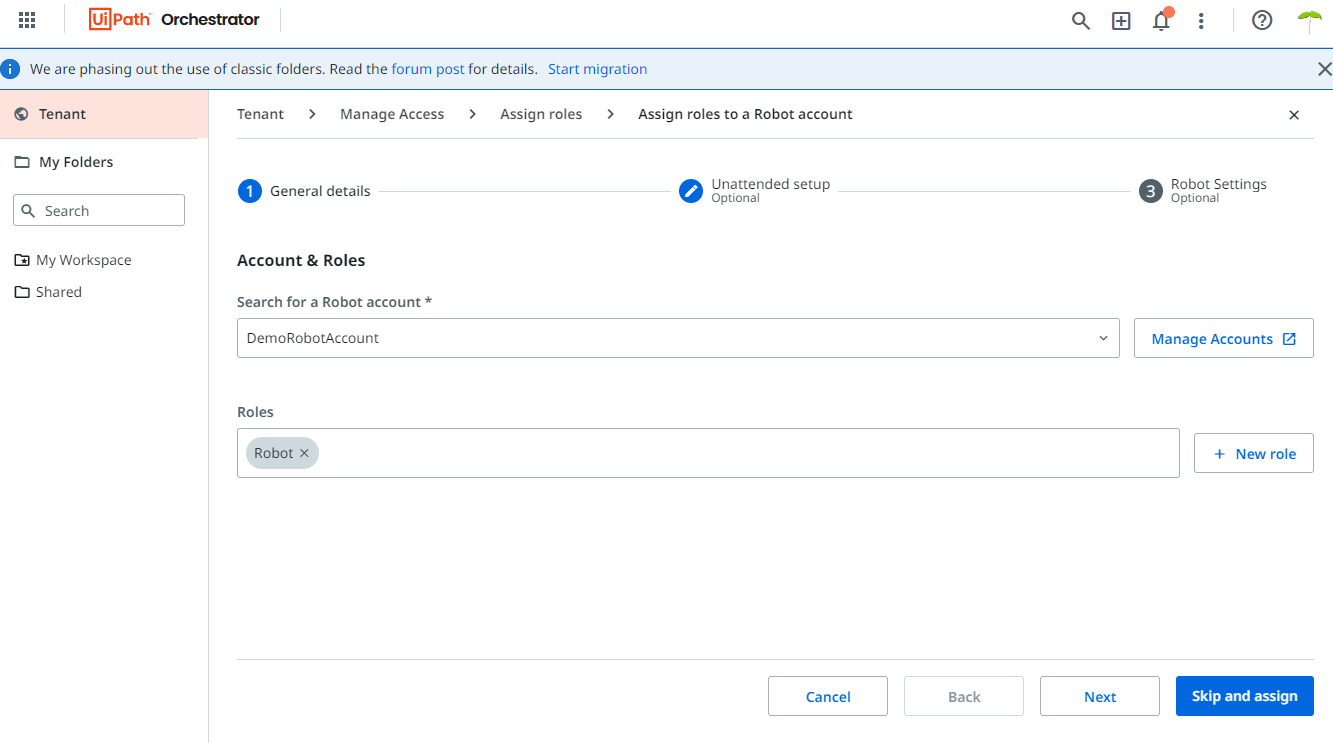 UiPath Orchestrator
We are phasing out the use of classic folders. Read the forum post for details. Start migration
Tenant
My Folders
Search
My Workspace
Shared
Tenant > Manage Access > Assign roles > Assign roles to a Robot account
1 General details
Unattended setup
Optional
3 Robot Settings
Optional
Account & Roles
Search for a Robot account *
DemoRobotAccount
Manage Accounts
Roles
Robot
+ New role
Cancel
Back
Next
Skip and assign